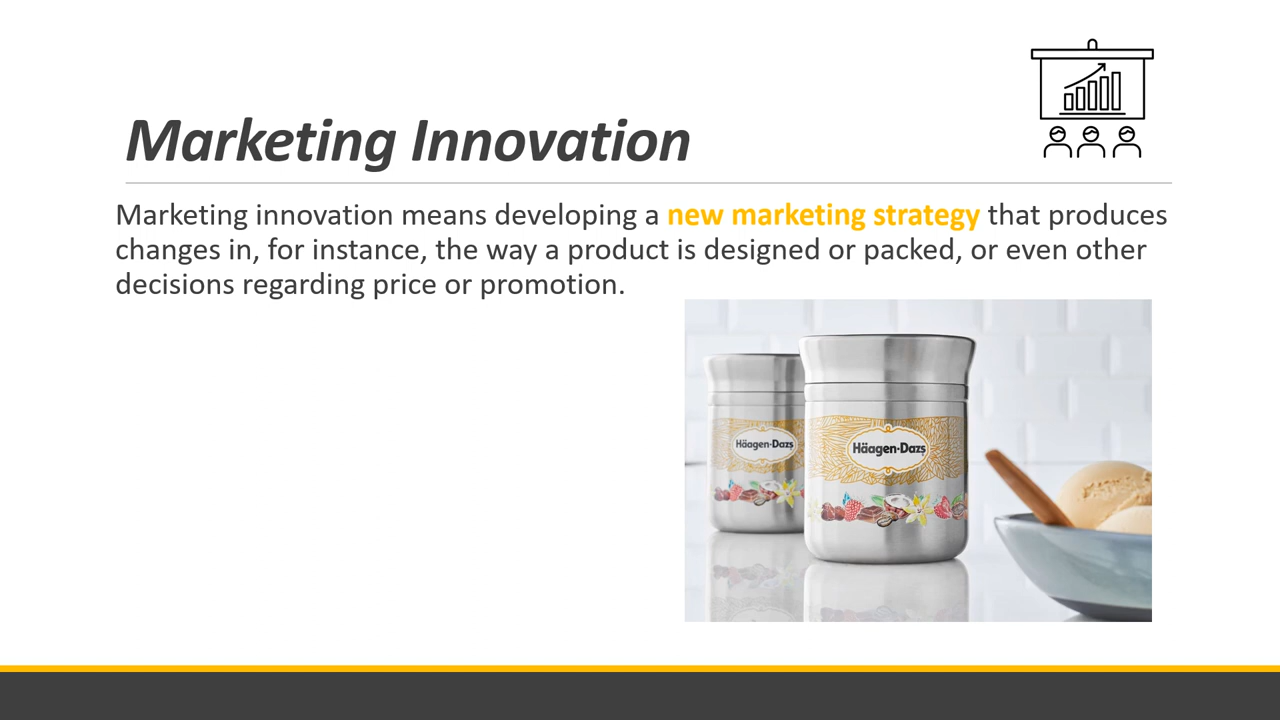 Marketing Innovation
Marketing innovation means developing a new marketing strategy that produces
changes in, for instance, the way a product is designed or packed, or even other
decisions regarding price or promotion.
Häagen-Dazs
Häagen-Dazs